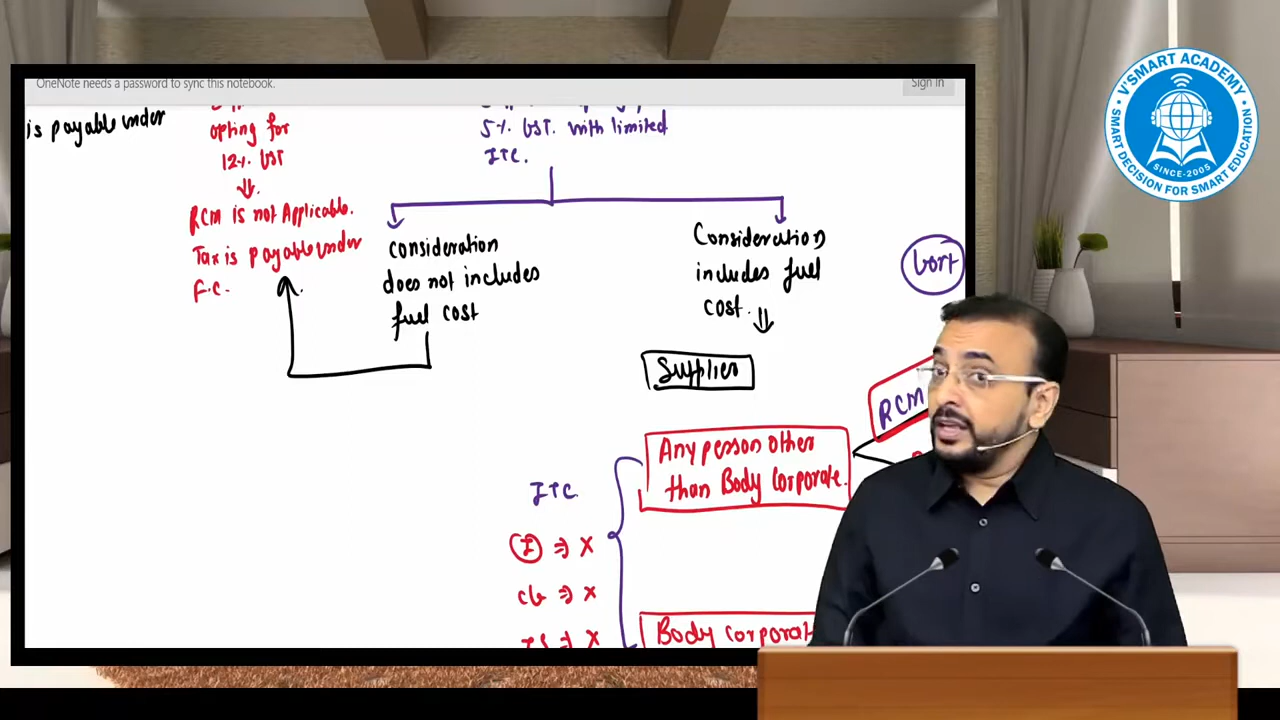 OneNote needs a password to sync this notebook.
Sign In
is payable under
opting for
12% GST
RCM is not Applicable.
Tax is payable under
F.C.
5% GST. with limited
ITC.
Consideration
does not includes
fuel cost
Consideration
includes fuel
cost.
Supplier
Any person other
than Body Corporate.
RCM
Govt
ITC
I ⇒ X
CG ⇒ X
⇒ X
Body Corporat
V'SMART ACADEMY
SMART DECISION FOR SMART EDUCATION
SINCE-2005